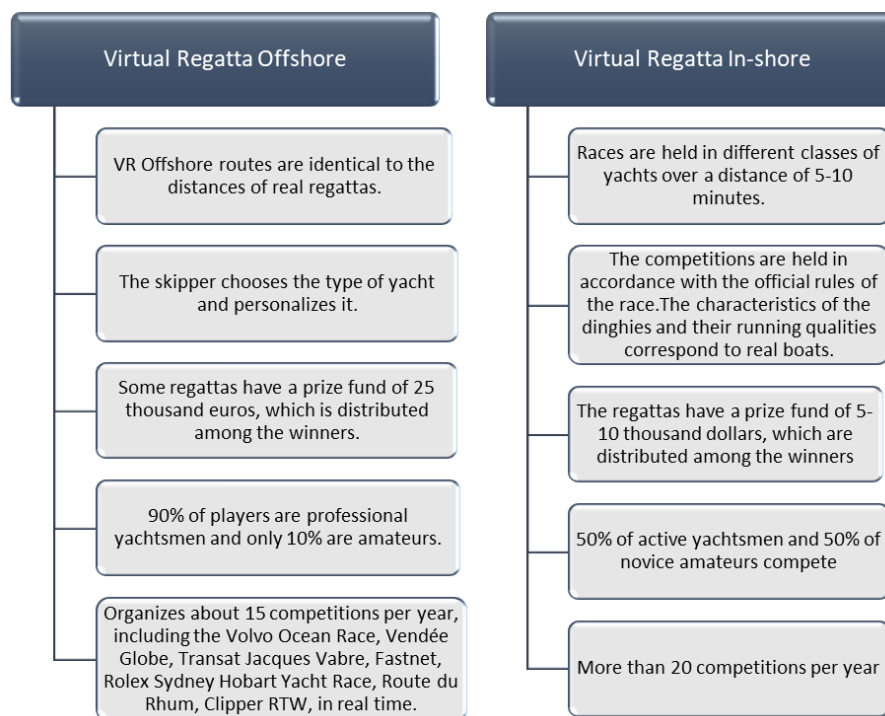 Virtual Regatta Offshore
VR Offshore routes are identical to the
distances of real regattas.
The skipper chooses the type of yacht
and personalizes it.
Some regattas have a prize fund of 25
thousand euros, which is distributed
among the winners.
90% of players are professional
yachtsmen and only 10% are amateurs.
Organizes about 15 competitions per year,
including the Volvo Ocean Race, Vendée
Globe, Transat Jacques Vabre, Fastnet,
Rolex Sydney Hobart Yacht Race, Route du
Rhum, Clipper RTW, in real time.
Virtual Regatta In-shore
Races are held in different classes of
yachts over a distance of 5-10
minutes.
The competitions are held in
accordance with the official rules of
the race.The characteristics of the
dinghies and their running qualities
correspond to real boats.
The regattas have a prize fund of 5-
10 thousand dollars, which are
distributed among the winners
50% of active yachtsmen and 50% of
novice amateurs compete
More than 20 competitions per year